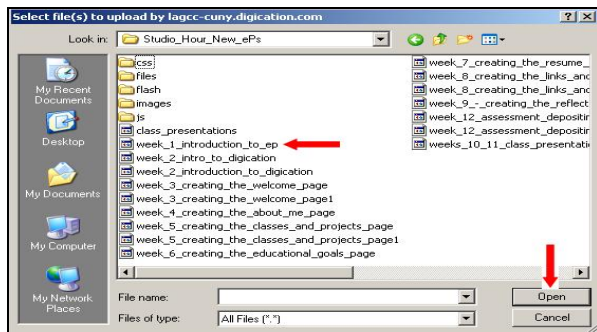 Select file(s) to upload by lagcc-cuny.digication.com
Look in:
Studio_Hour_New_ePs
My Recent
Documents
Desktop
My Documents
My Computer
My Network
Places
css
files
flash
images
js
class_presentations
week_1_introduction_to_ep
week_2_intro_to_digication
week_2_introduction_to_digication
week_3_creating_the_welcome_page
week_3_creating_the_welcome_page1
week_4_creating_the_about_me_page
week_5_creating_the_classes_and_projects_page
week_5_creating_the_classes_and_projects_page1
week_6_creating_the_educational_goals_page
week_7_creating_the_resume_
week_8_creating_the_links_and
week_8_creating_the_links_and
week_9_-_creating_the_reflect
week_12_assessment_depositin
week_12_assessment_depositin
weeks_10_11_class_presentati
File name:
Open
Files of type:
All Files (*.*)
Cancel